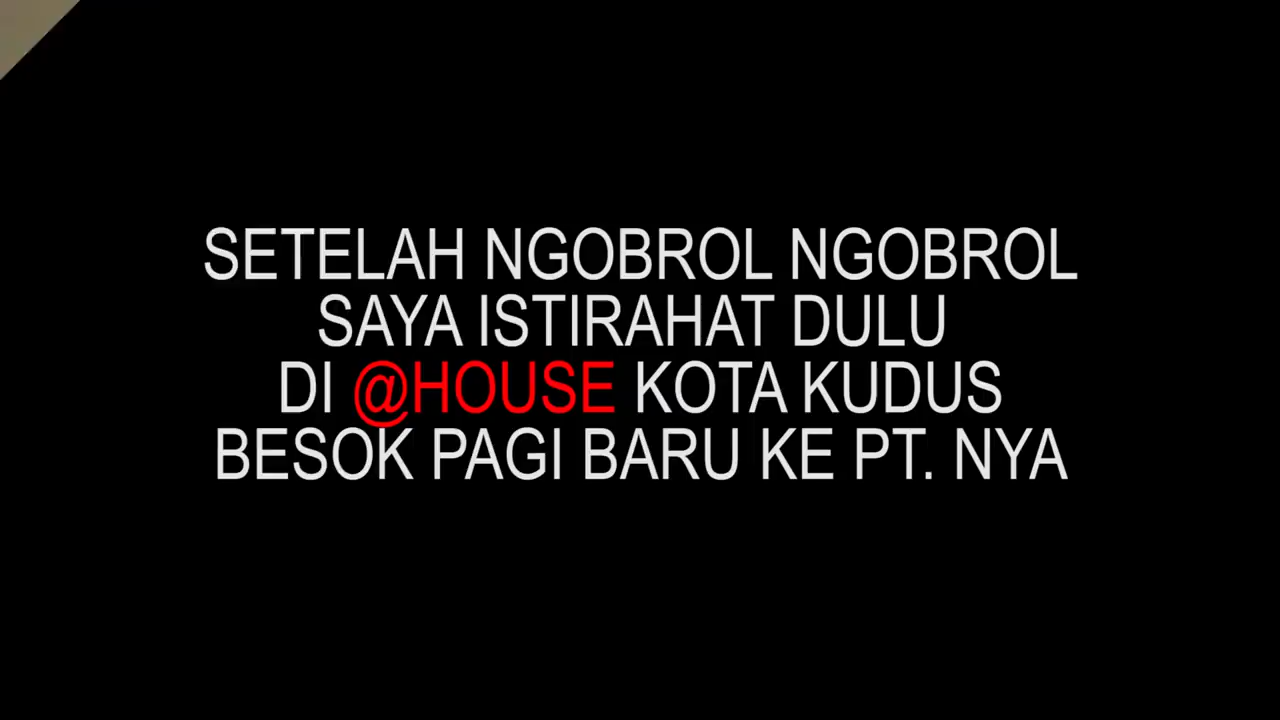 SETELAH NGOBROL NGOBROL
SAYA ISTIRAHAT DULU
DI @HOUSE KOTA KUDUS
BESOK PAGI BARU KE PT. NYA